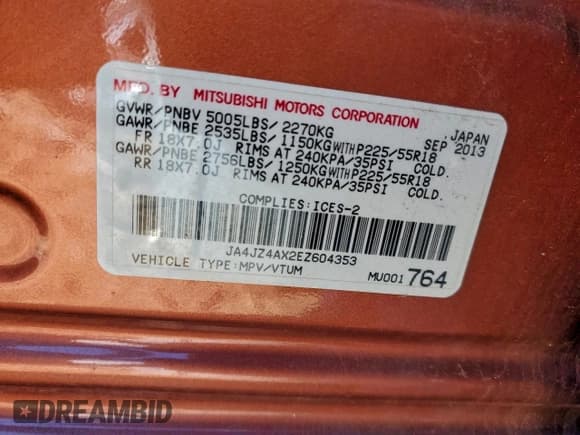 MFD. BY MITSUBISHI MOTORS CORPORATION
GVWR/PNBV 5005LBS/ 2270KG , JAPAN
GAWR/PNBE 2535LBS/ 1150KG WITH P225/55R18 SEP 2013
FR 18X7.0J RIMS AT 240KPA/35PSI COLD.
GAWR/PNBE 2756LBS/ 1250KG WITH P225/55R18
RR 18X7.0J RIMS AT 240KPA/35PSI COLD.
COMPLIES:ICES-2
JA4JZ4AX2EZ604353
VEHICLE TYPE:MPV/VTUM MU001 764
DREAMBID